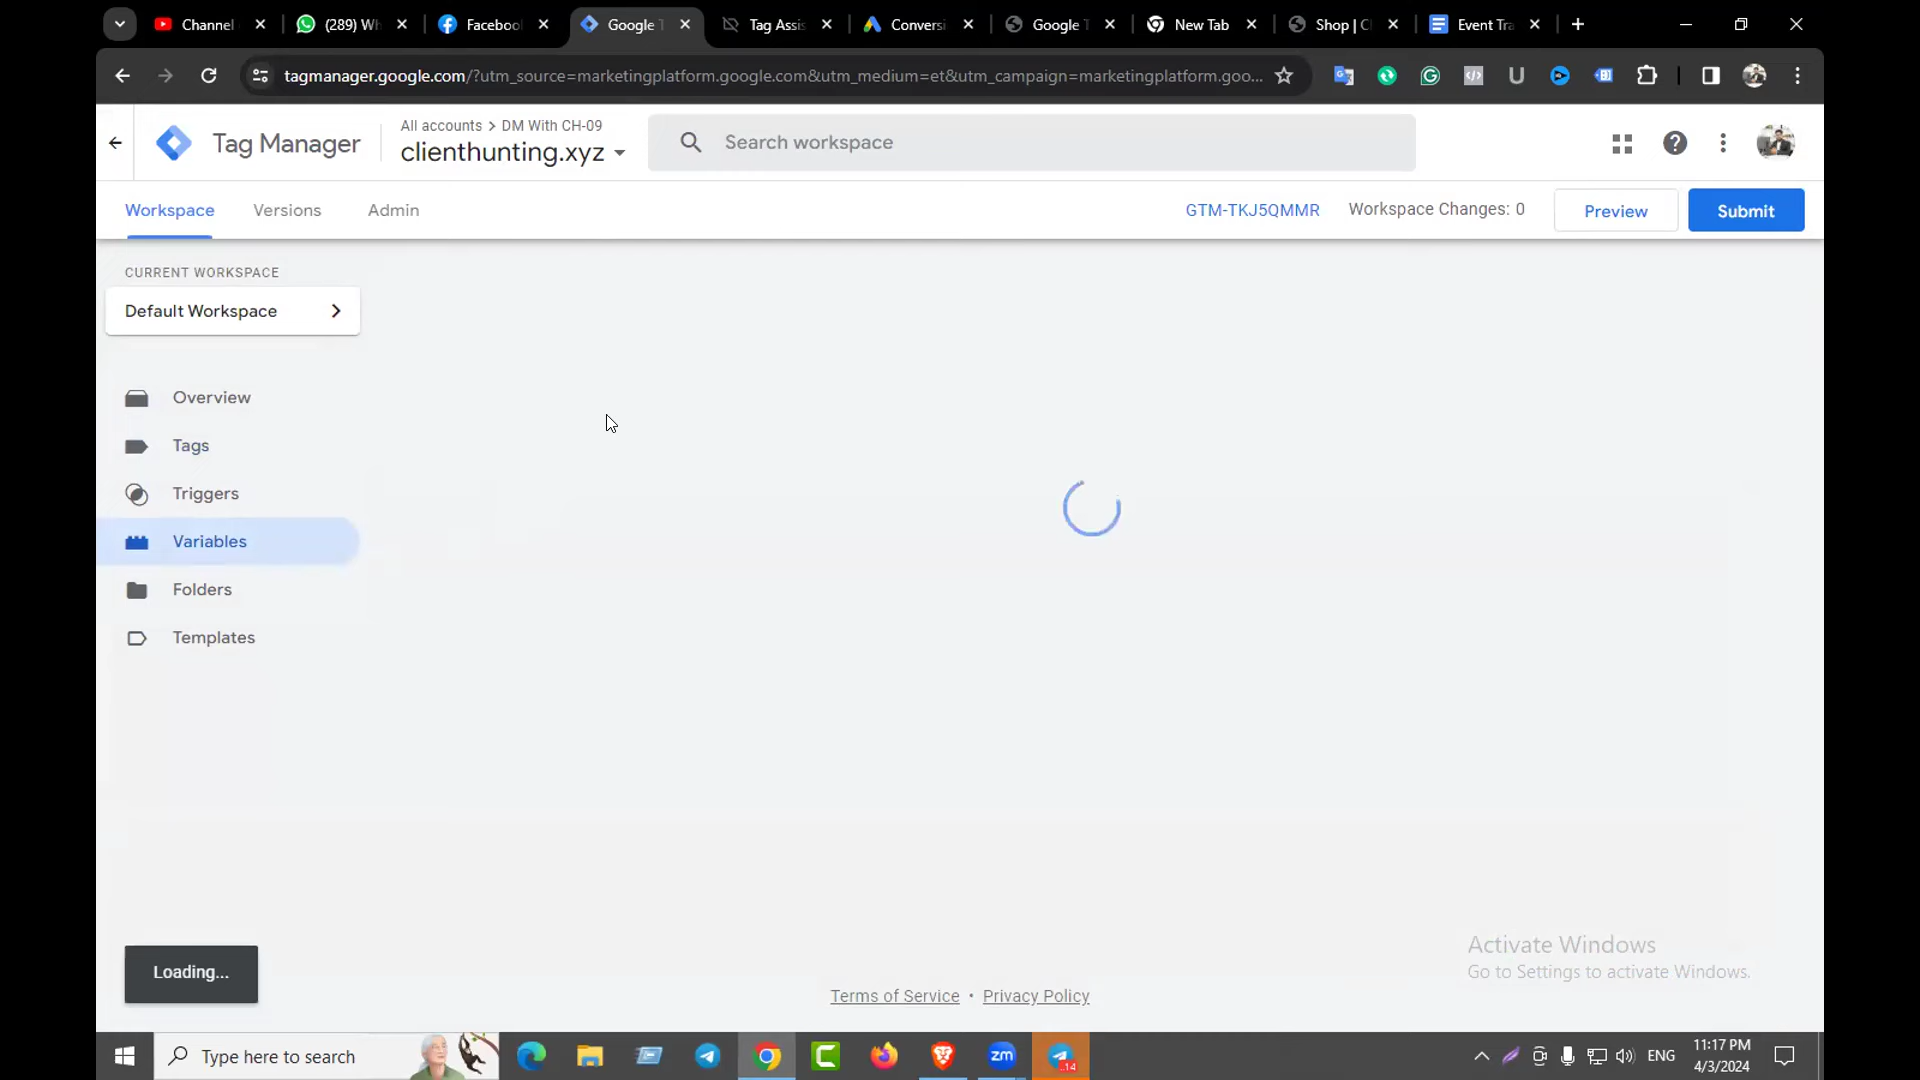 Channel
(289) Wh
Facebook
Google T
Tag Assis
Conversi
Google T
New Tab
Shop | Cl
Event Tra
tagmanager.google.com/?utm_source=marketingplatform.google.com&utm_medium=et&utm_campaign=marketingplatform.goo...
Tag Manager
All accounts > DM With CH-09
clienthunting.xyz
Search workspace
Workspace
Versions
Admin
GTM-TKJ5QMMR
Workspace Changes: 0
Preview
Submit
CURRENT WORKSPACE
Default Workspace
Overview
Tags
Triggers
Variables
Folders
Templates
Loading...
Activate Windows
Go to Settings to activate Windows.
Terms of Service • Privacy Policy
Type here to search
zm
14
ENG
11:17 PM
4/3/2024